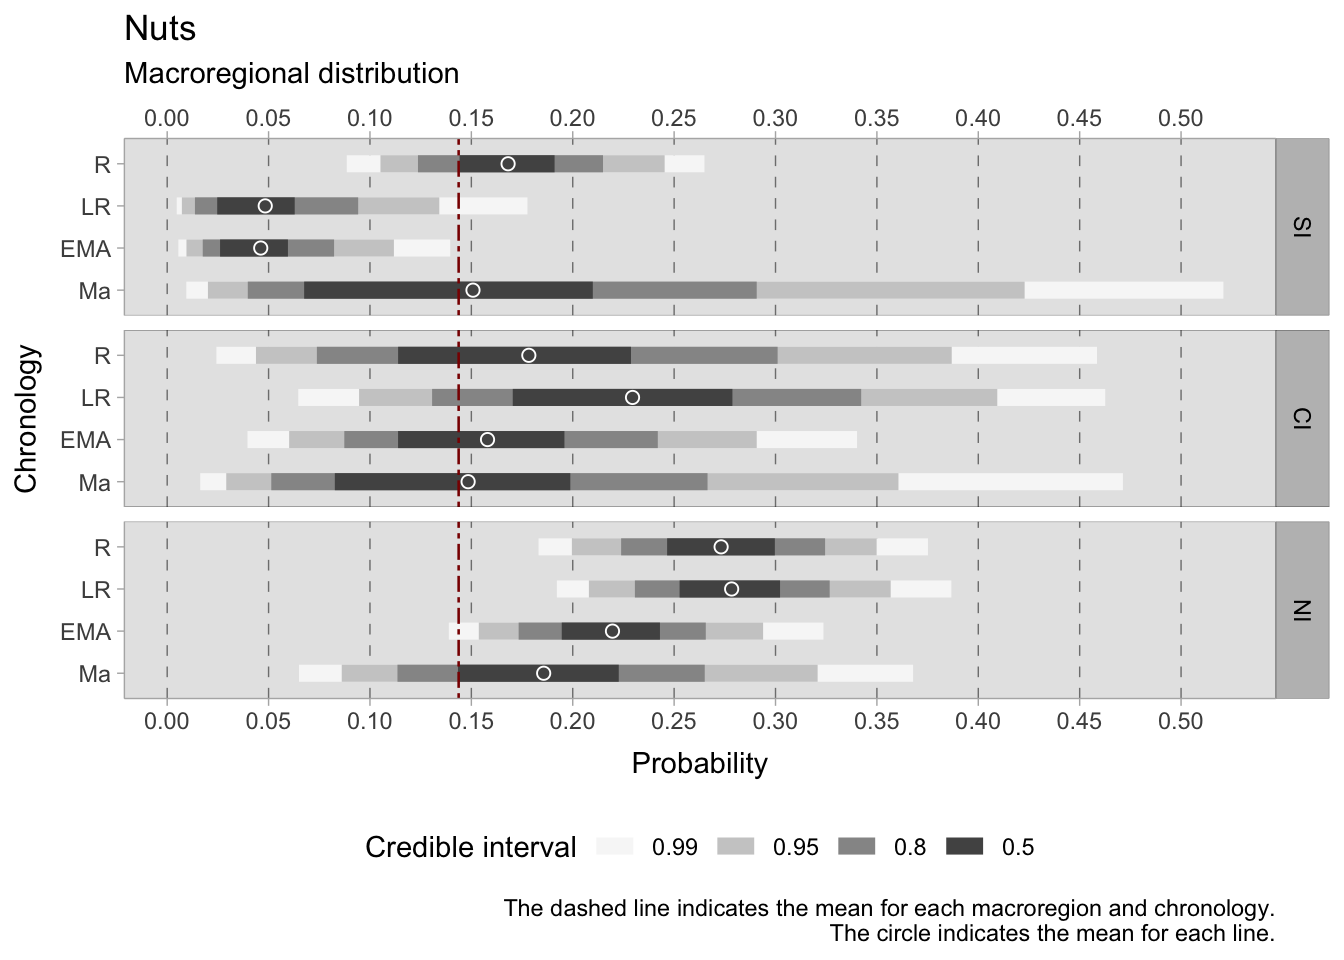 Nuts
Macroregional distribution
0.00 0.05 0.10 0.15 0.20 0.25 0.30 0.35 0.40 0.45 0.50
R
LR
EMA
Ma
SI
R
LR
EMA
Ma
CI
R
LR
EMA
Ma
NI
Chronology
0.00 0.05 0.10 0.15 0.20 0.25 0.30 0.35 0.40 0.45 0.50
Probability
Credible interval 0.99 0.95 0.8 0.5
The dashed line indicates the mean for each macroregion and chronology.
The circle indicates the mean for each line.